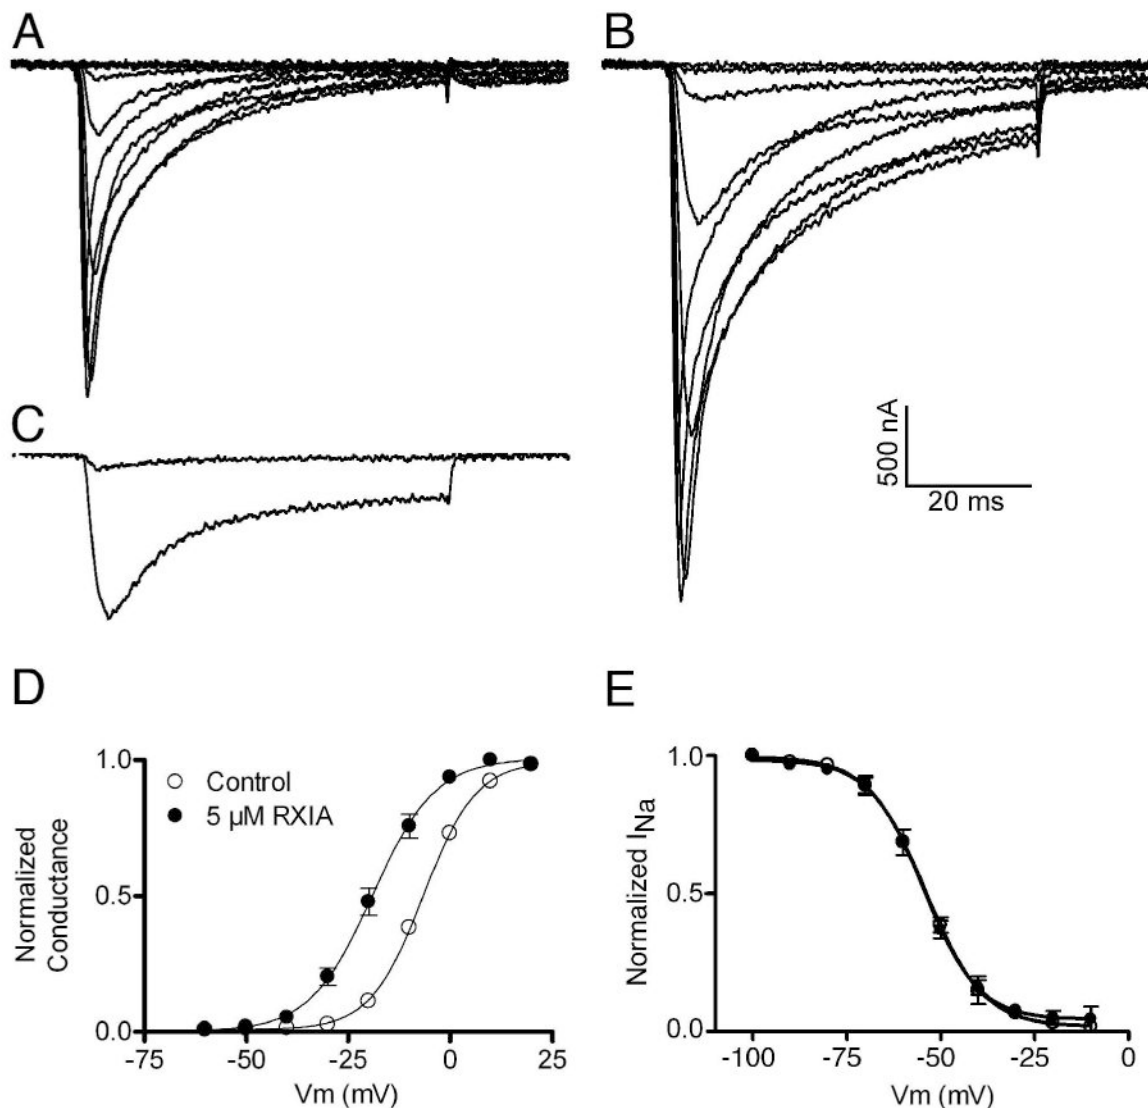 A
B
C
500 nA
20 ms
D
Normalized
Conductance
1.0
0.5
0.0
Control
5 µM RXIA
-75
-50
-25
0
25
Vm (mV)
E
Normalized INa
1.0
0.5
0.0
-100
-75
-50
-25
0
Vm (mV)